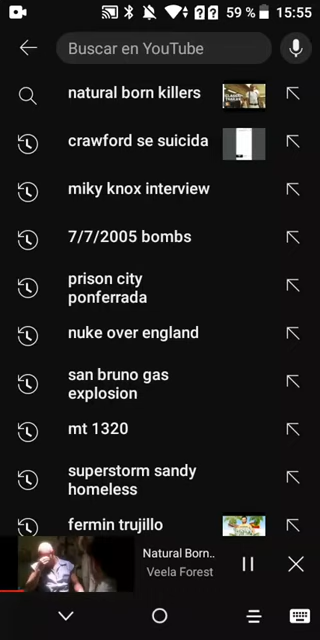 59 % 15:55
Buscar en YouTube
natural born killers
crawford se suicida
miky knox interview
7/7/2005 bombs
prison city
ponferrada
nuke over england
san bruno gas
explosion
mt 1320
superstorm sandy
homeless
fermin trujillo
Natural Born..
Veela Forest